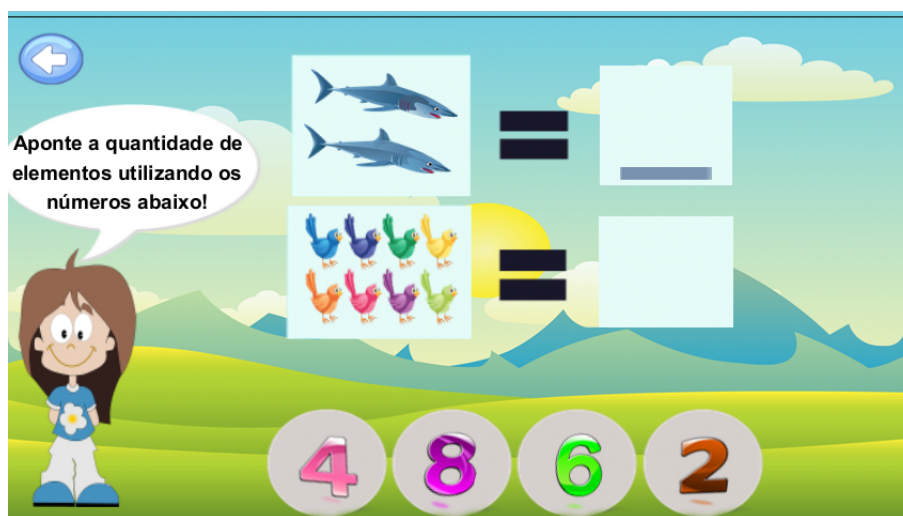 Aponte a quantidade de
elementos utilizando os
números abaixo!
=
=
4 8 6 2